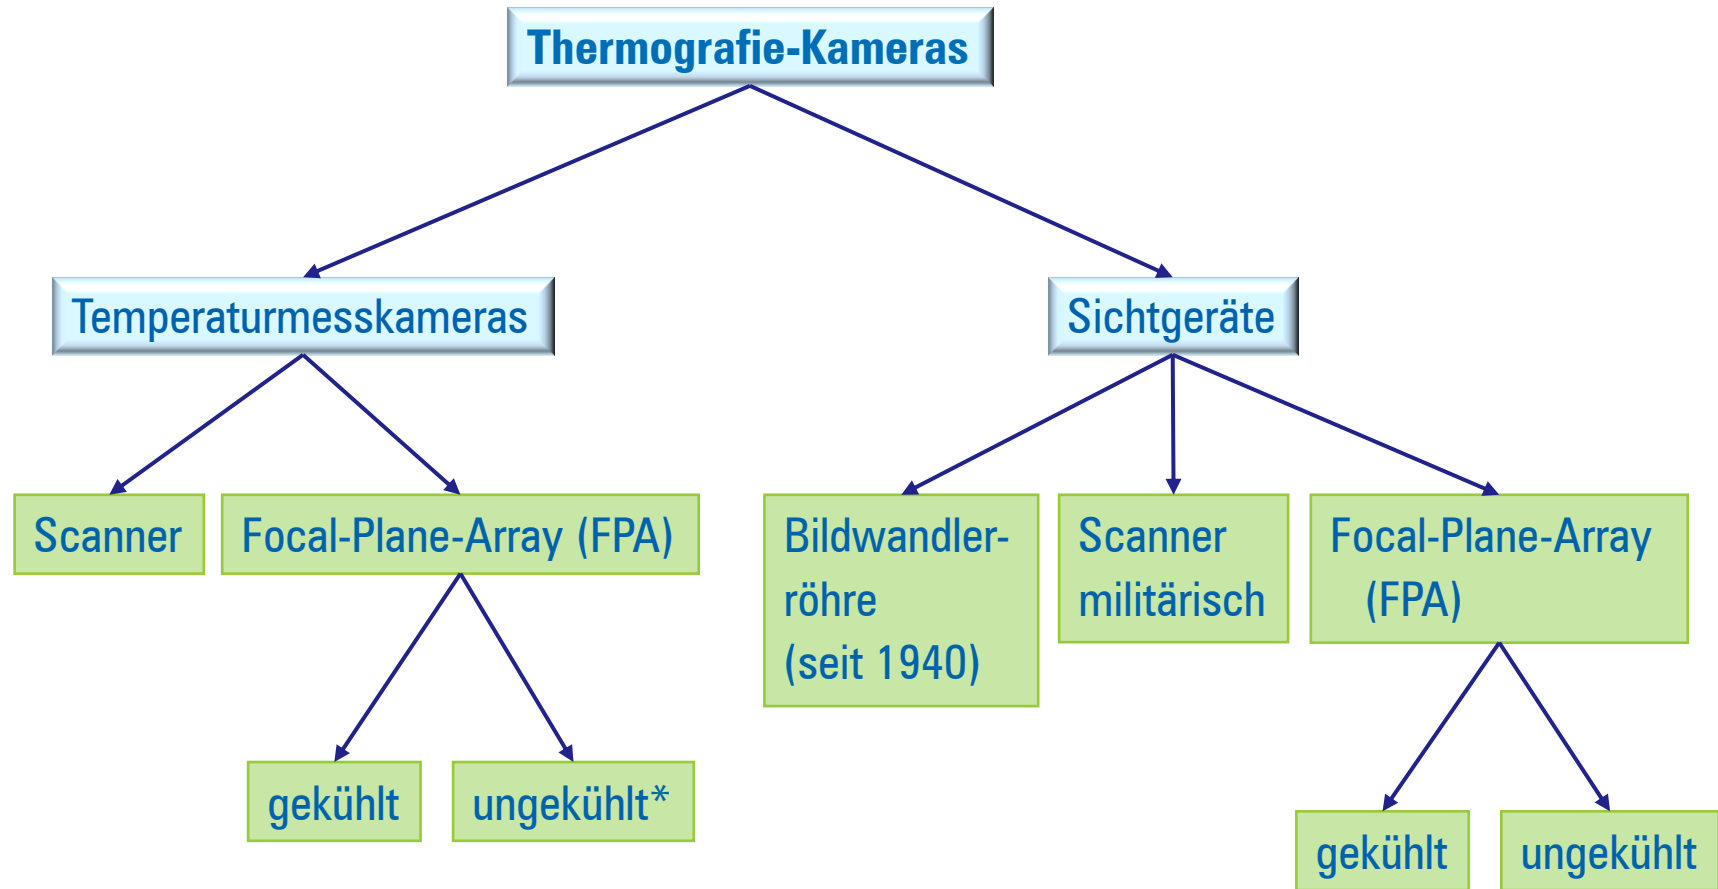 Thermografie-Kameras
Temperaturmesskameras
Sichtgeräte
Scanner
Focal-Plane-Array (FPA)
Bildwandler-
röhre
(seit 1940)
Scanner
militärisch
Focal-Plane-Array
(FPA)
gekühlt
ungekühlt*
gekühlt
ungekühlt